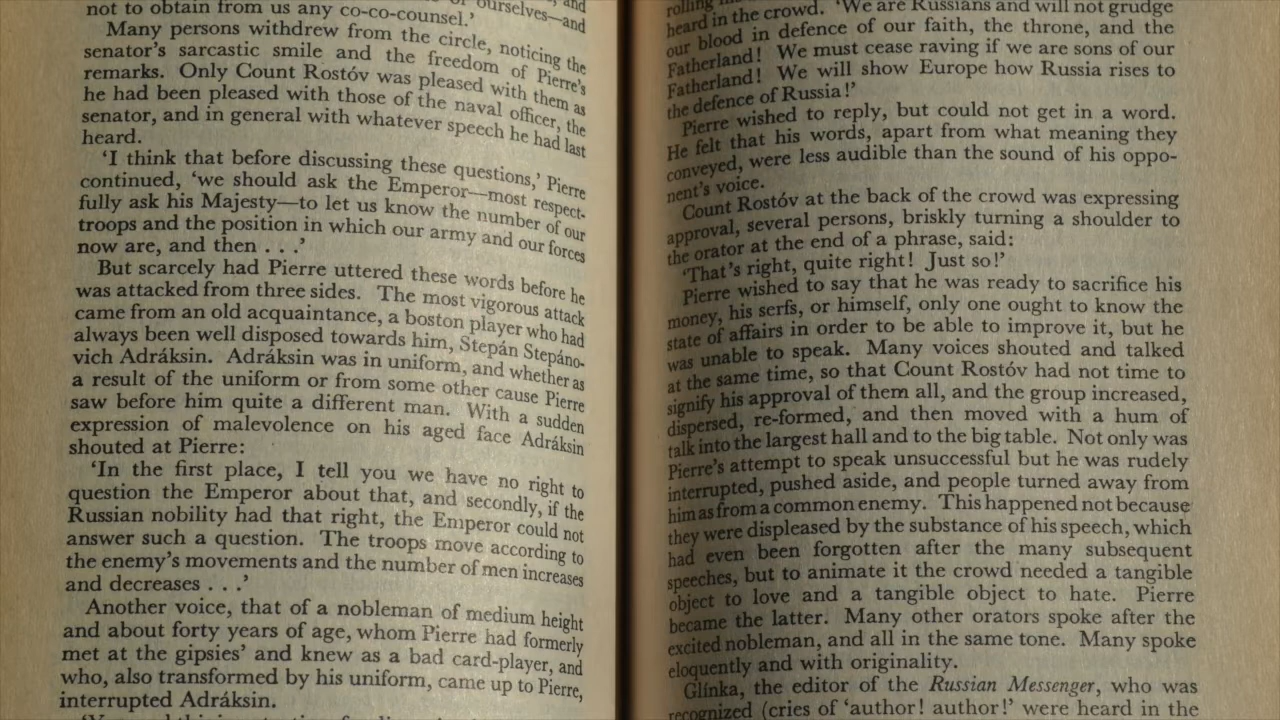 ourselves—and
not to obtain from us any co-co-counsel.'
Many persons withdrew from the circle, noticing the
senator's sarcastic smile and the freedom of Pierre's
remarks. Only Count Rostóv was pleased with them as
he had been pleased with those of the naval officer, the
senator, and in general with whatever speech he had last
heard.
'I think that before discussing these questions,' Pierre
continued, 'we should ask the Emperor—most respect-
fully ask his Majesty—to let us know the number of our
troops and the position in which our army and our forces
now are, and then . . .'
But scarcely had Pierre uttered these words before he
was attacked from three sides. The most vigorous attack
came from an old acquaintance, a boston player who had
always been well disposed towards him, Stepán Stepáno-
vich Adráksin. Adráksin was in uniform, and whether as
a result of the uniform or from some other cause Pierre
saw before him quite a different man. With a sudden
expression of malevolence on his aged face Adráksin
shouted at Pierre:
'In the first place, I tell you we have no right to
question the Emperor about that, and secondly, if the
Russian nobility had that right, the Emperor could not
answer such a question. The troops move according to
the enemy's movements and the number of men increases
and decreases . . .'
Another voice, that of a nobleman of medium height
and about forty years of age, whom Pierre had formerly
met at the gipsies' and knew as a bad card-player, and
who, also transformed by his uniform, came up to Pierre,
interrupted Adráksin.
rolling
heard in the crowd. 'We are Russians and will not grudge
our blood in defence of our faith, the throne, and the
Fatherland! We must cease raving if we are sons of our
Fatherland! We will show Europe how Russia rises to
the defence of Russia!'
Pierre wished to reply, but could not get in a word.
He felt that his words, apart from what meaning they
conveyed, were less audible than the sound of his oppo-
nent's voice.
Count Rostóv at the back of the crowd was expressing
approval, several persons, briskly turning a shoulder to
the orator at the end of a phrase, said:
'That's right, quite right! Just so!'
Pierre wished to say that he was ready to sacrifice his
money, his serfs, or himself, only one ought to know the
state of affairs in order to be able to improve it, but he
was unable to speak. Many voices shouted and talked
at the same time, so that Count Rostóv had not time to
signify his approval of them all, and the group increased,
dispersed, re-formed, and then moved with a hum of
talk into the largest hall and to the big table. Not only was
Pierre's attempt to speak unsuccessful but he was rudely
interrupted, pushed aside, and people turned away from
him as from a common enemy. This happened not because
they were displeased by the substance of his speech, which
had even been forgotten after the many subsequent
speeches, but to animate it the crowd needed a tangible
object to love and a tangible object to hate. Pierre
became the latter. Many other orators spoke after the
excited nobleman, and all in the same tone. Many spoke
eloquently and with originality.
Glínka, the editor of the Russian Messenger, who was
recognized (cries of 'author! author!' were heard in the